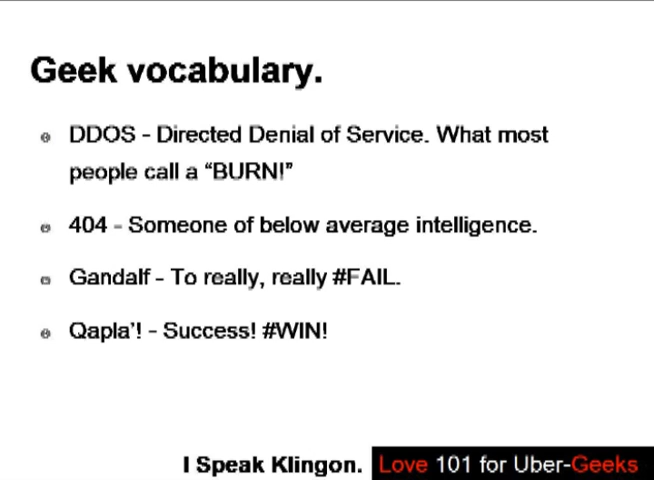 Geek vocabulary.
DDOS - Directed Denial of Service. What most
people call a “BURN!”
404 - Someone of below average intelligence.
Gandalf - To really, really #FAIL.
Qapla’! - Success! #WIN!
I Speak Klingon. Love 101 for Uber-Geeks